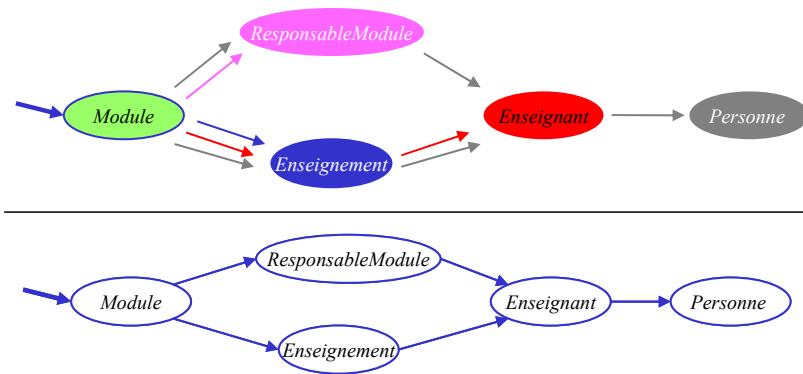 ResponsableModule
Module
Enseignant
Personne
Enseignement
ResponsableModule
Module
Enseignant
Personne
Enseignement